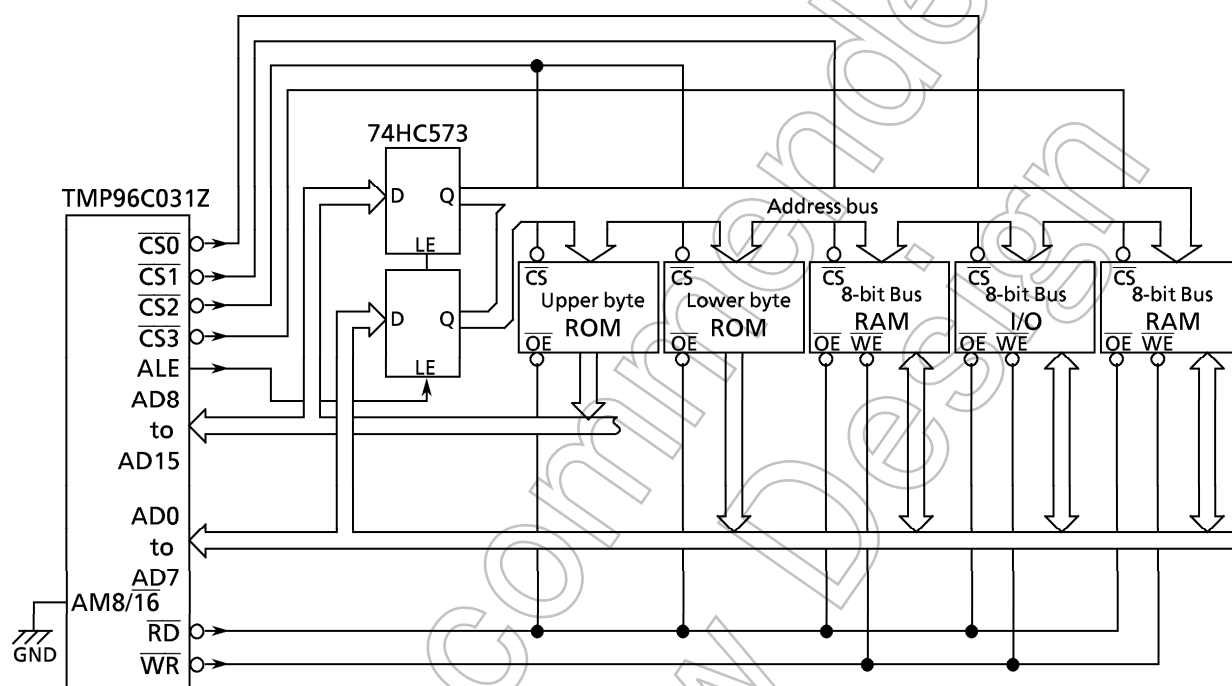 74HC573
TMP96C031Z
D Q
Address bus
CS0
LE
CS1
CS CS CS CS CS
CS2
D Q
Upper byte Lower byte 8-bit Bus 8-bit Bus 8-bit Bus
ROM ROM RAM I/O RAM
CS3
OE OE OE WE OE WE OE WE
ALE
LE
AD8
to
AD15
AD0
to
AD7
AM8/16
RD
GND
WR
commende
w Design